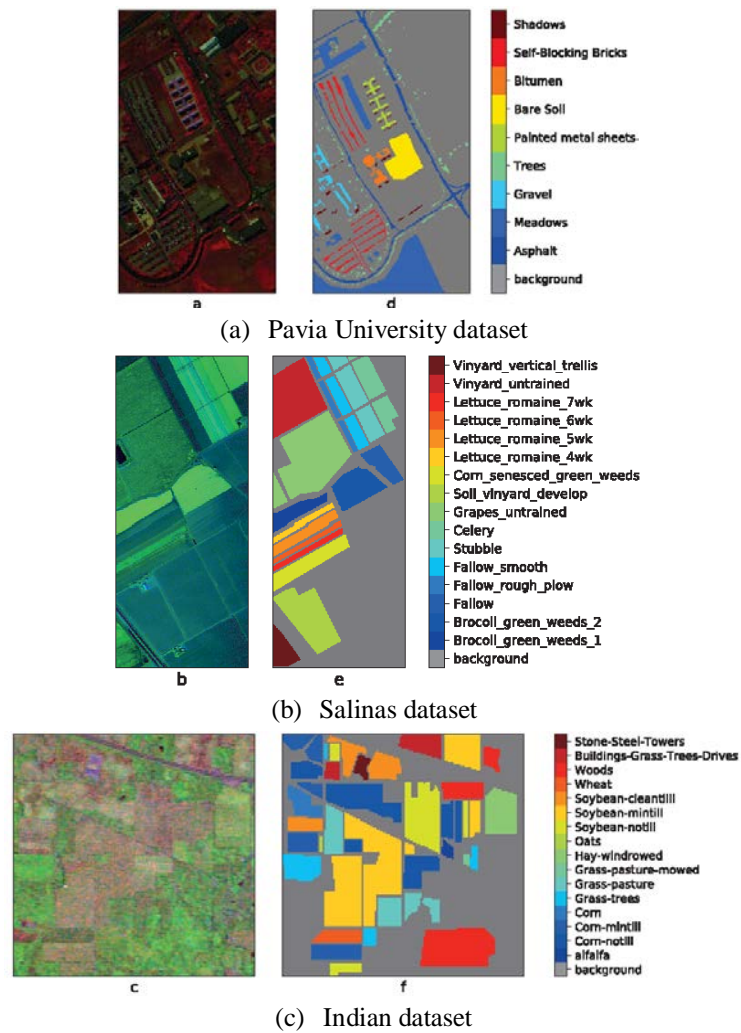 Shadows
Self-Blocking Bricks
Bitumen
Bare Soil
Painted metal sheets
Trees
Gravel
Meadows
Asphalt
background
a
d
(a) Pavia University dataset
Vinyard_vertical_trellis
Vinyard_untrained
Lettuce_romaine_7wk
Lettuce_romaine_6wk
Lettuce_romaine_5wk
Lettuce_romaine_4wk
Corn_senesced_green_weeds
Soil_vinyard_develop
Grapes_untrained
Celery
Stubble
Fallow_smooth
Fallow_rough_plow
Fallow
Brocoli_green_weeds_2
Brocoli_green_weeds_1
background
b
e
(b) Salinas dataset
Stone-Steel-Towers
Buildings-Grass-Trees-Drives
Woods
Wheat
Soybean-cleantilll
Soybean-mintill
Soybean-notill
Oats
Hay-windrowed
Grass-pasture-mowed
Grass-pasture
Grass-trees
Corn
Corn-mintill
Corn-notill
alfalfa
background
c
f
(c) Indian dataset